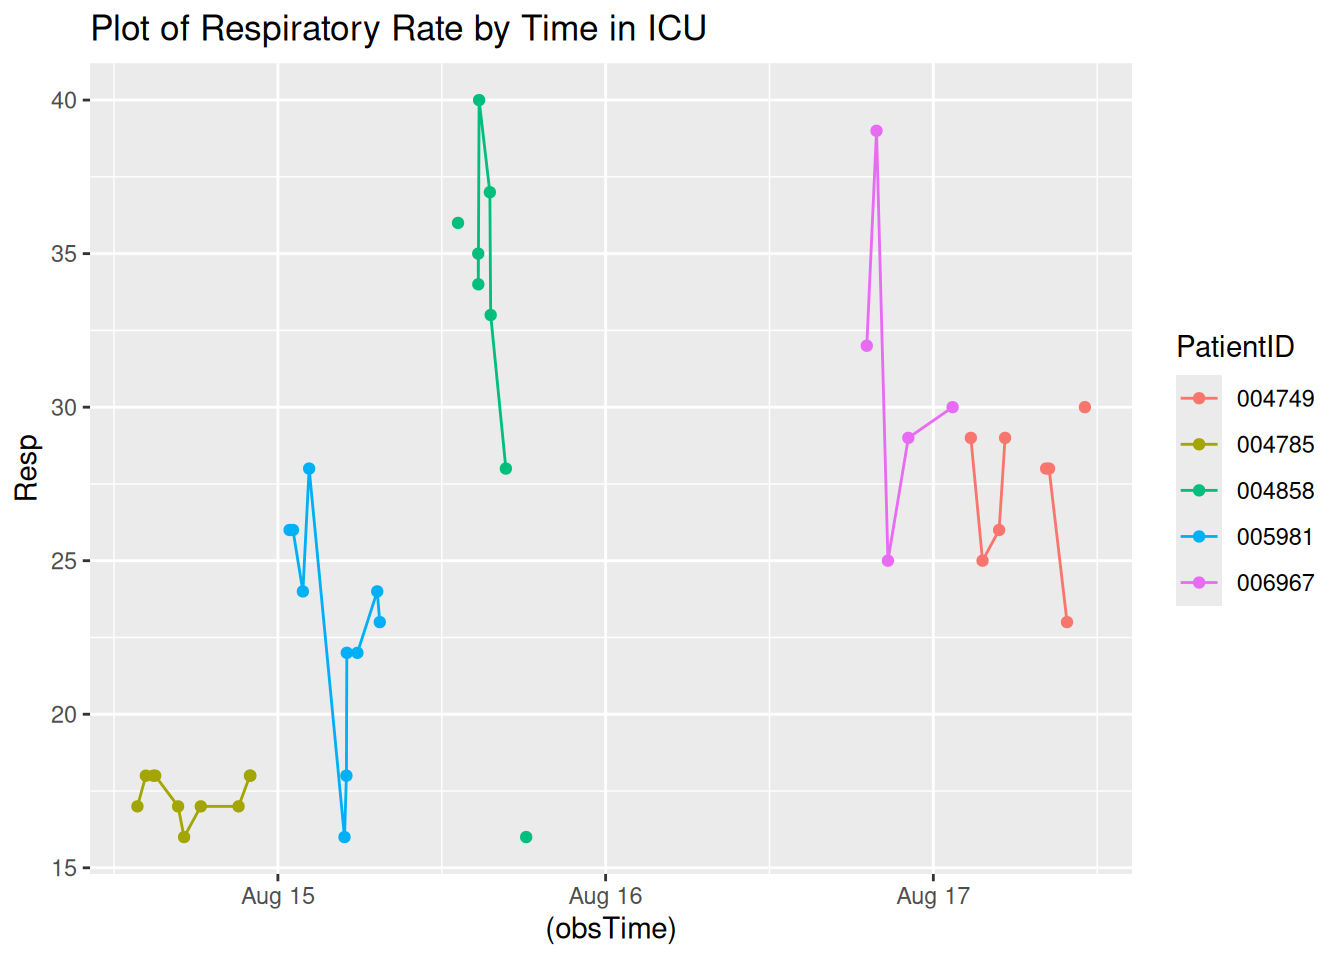 Plot of Respiratory Rate by Time in ICU
40
35
30
25
20
15
Resp
Aug 15
Aug 16
Aug 17
(obsTime)
PatientID
004749
004785
004858
005981
006967